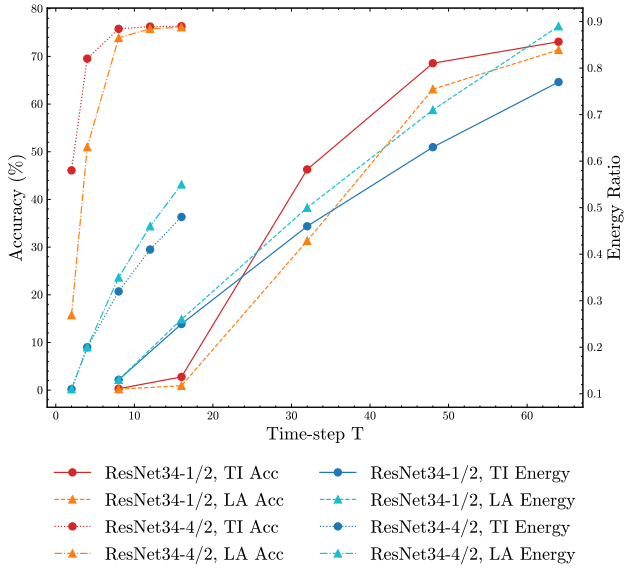 80
70
60
50
40
30
20
10
0
Accuracy (%)
0.9
0.8
0.7
0.6
0.5
0.4
0.3
0.2
0.1
Energy Ratio
0 10 20 30 40 50 60
Time-step T
ResNet34-1/2, TI Acc
ResNet34-1/2, LA Acc
ResNet34-4/2, TI Acc
ResNet34-4/2, LA Acc
ResNet34-1/2, TI Energy
ResNet34-1/2, LA Energy
ResNet34-4/2, TI Energy
ResNet34-4/2, LA Energy